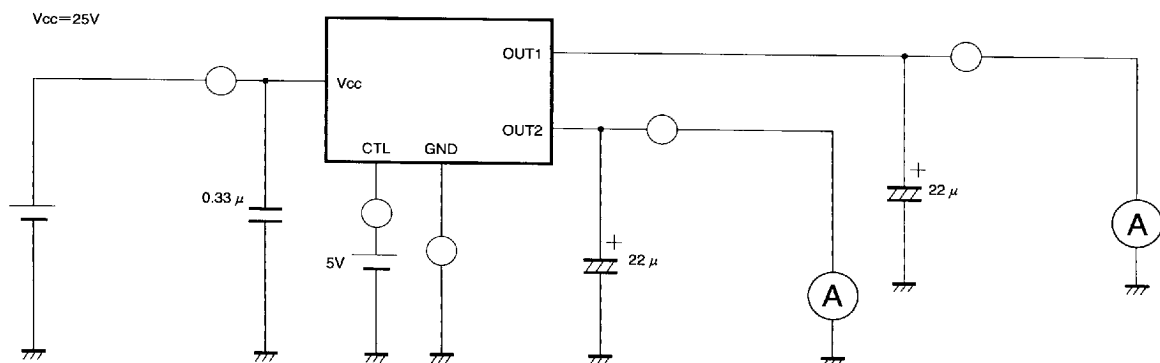 Vcc=25V
OUT1
Vcc
OUT2
CTL
GND
0.33 μ
5V
+
22 μ
+
22 μ
A
A